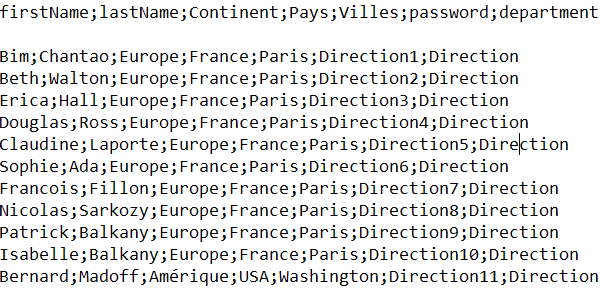 firstName;lastName;Continent;Pays;Villes;password;department
Bim;Chantao;Europe;France;Paris;Direction1;Direction
Beth;Walton;Europe;France;Paris;Direction2;Direction
Erica;Hall;Europe;France;Paris;Direction3;Direction
Douglas;Ross;Europe;France;Paris;Direction4;Direction
Claudine;Laporte;Europe;France;Paris;Direction5;Direction
Sophie;Ada;Europe;France;Paris;Direction6;Direction
Francois;Fillon;Europe;France;Paris;Direction7;Direction
Nicolas;Sarkozy;Europe;France;Paris;Direction8;Direction
Patrick;Balkany;Europe;France;Paris;Direction9;Direction
Isabelle;Balkany;Europe;France;Paris;Direction10;Direction
Bernard;Madoff;Amérique;USA;Washington;Direction11;Direction